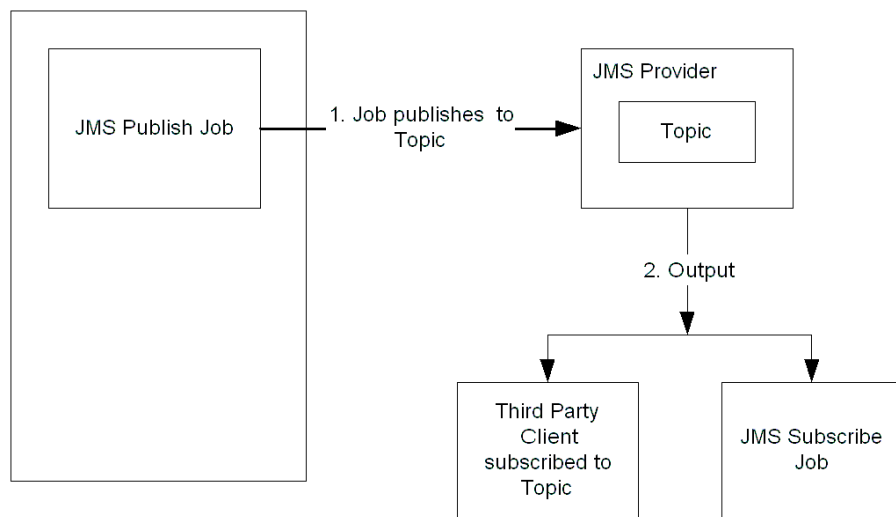 JMS Publish Job
1. Job publishes to
Topic
JMS Provider
Topic
2. Output
Third Party
Client
subscribed to
Topic
JMS Subscribe
Job